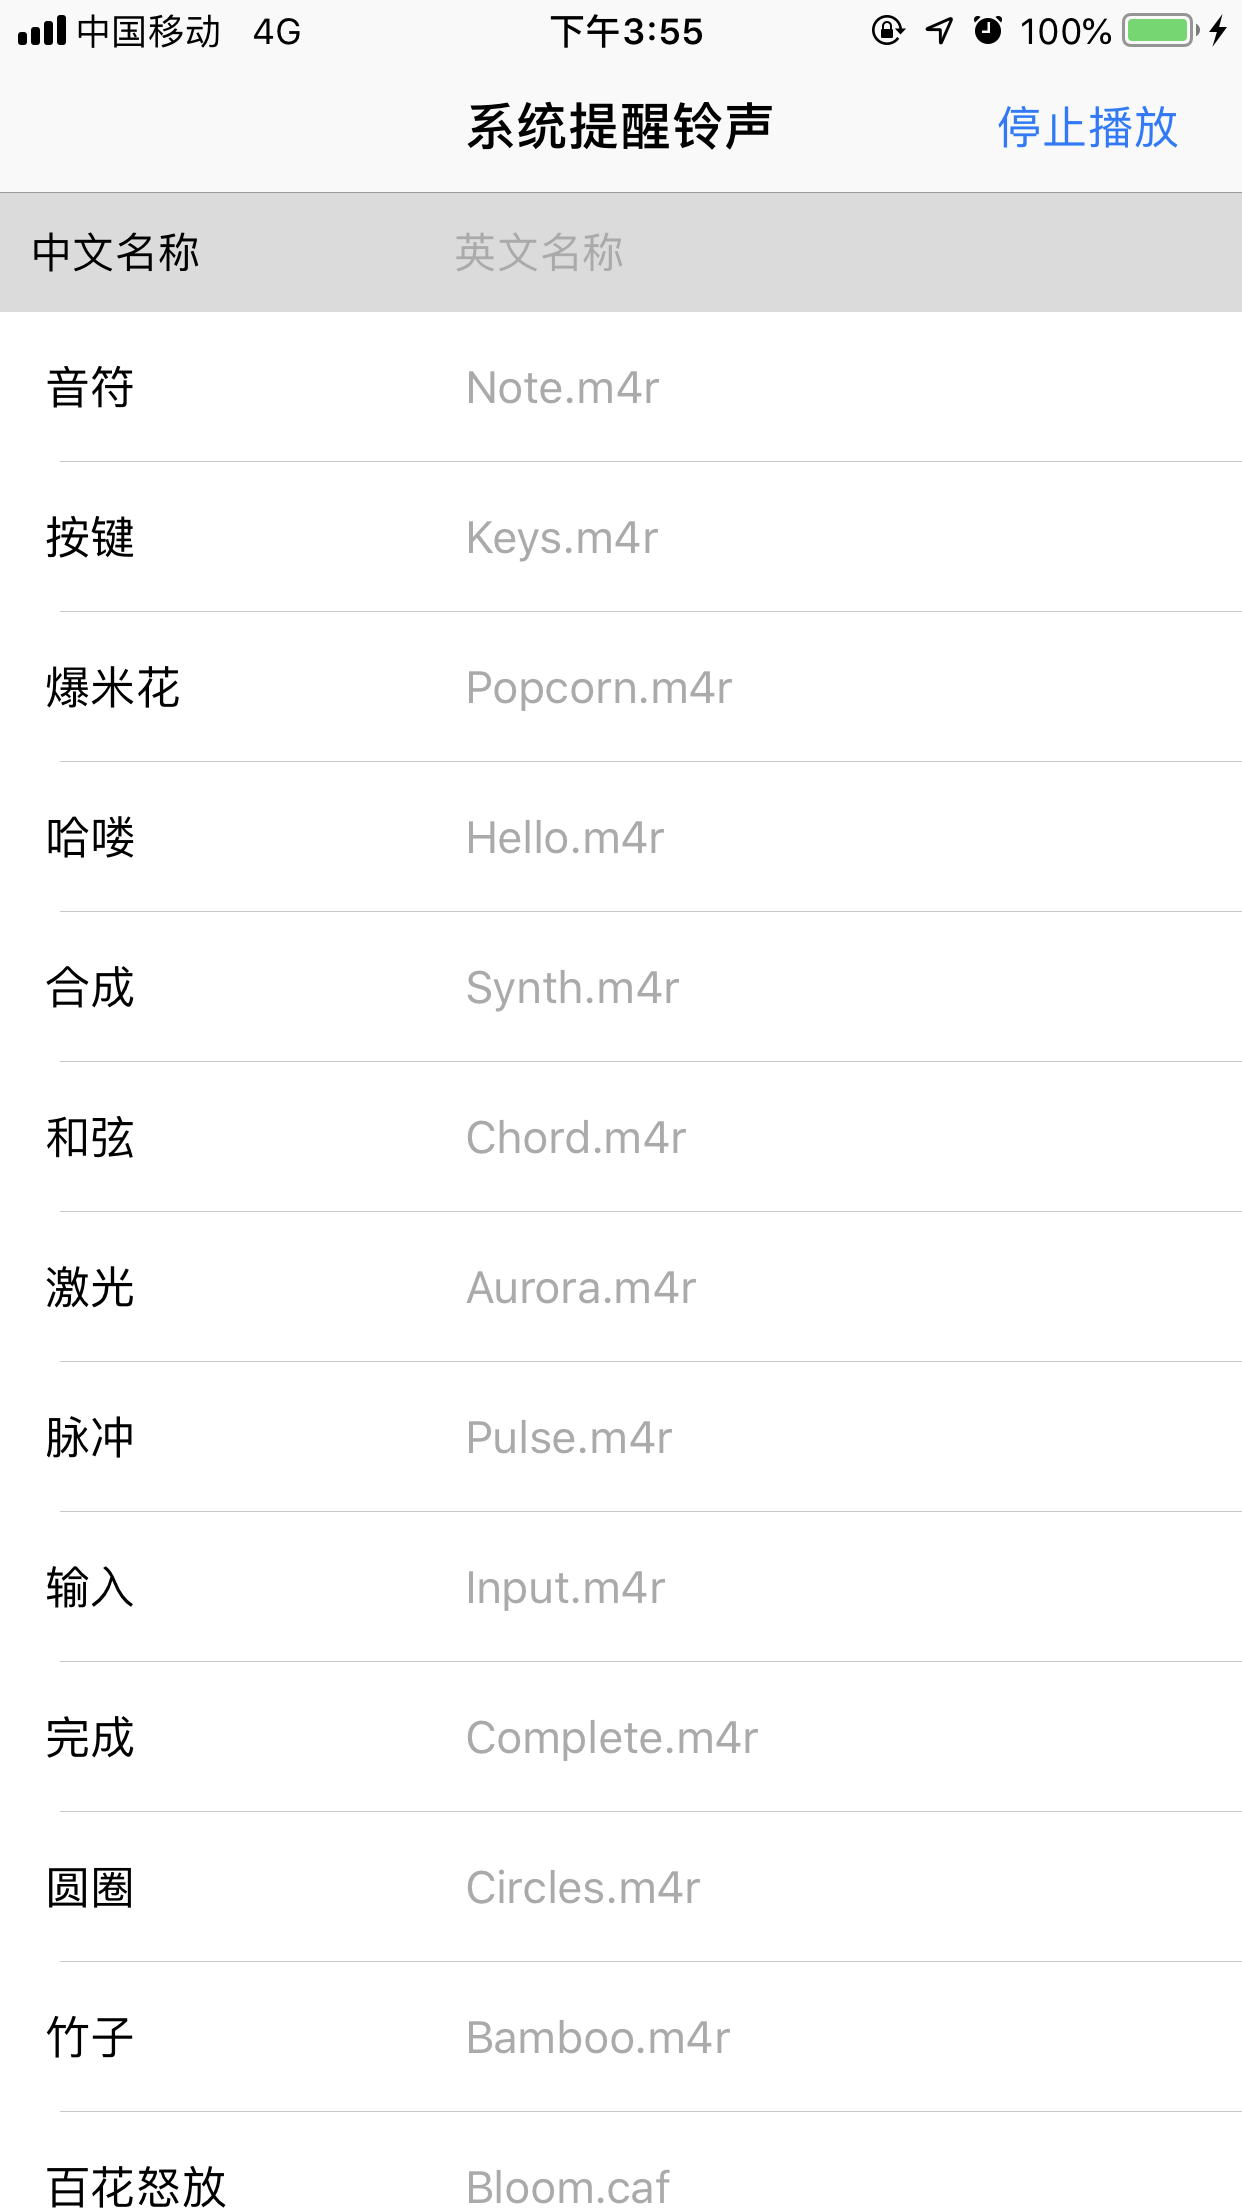 中国移动 4G 下午3:55 100%
系统提醒铃声 停止播放
中文名称 英文名称
音符 Note.m4r
按键 Keys.m4r
爆米花 Popcorn.m4r
哈喽 Hello.m4r
合成 Synth.m4r
和弦 Chord.m4r
激光 Aurora.m4r
脉冲 Pulse.m4r
输入 Input.m4r
完成 Complete.m4r
圆圈 Circles.m4r
竹子 Bamboo.m4r
百花怒放 Bloom.caf